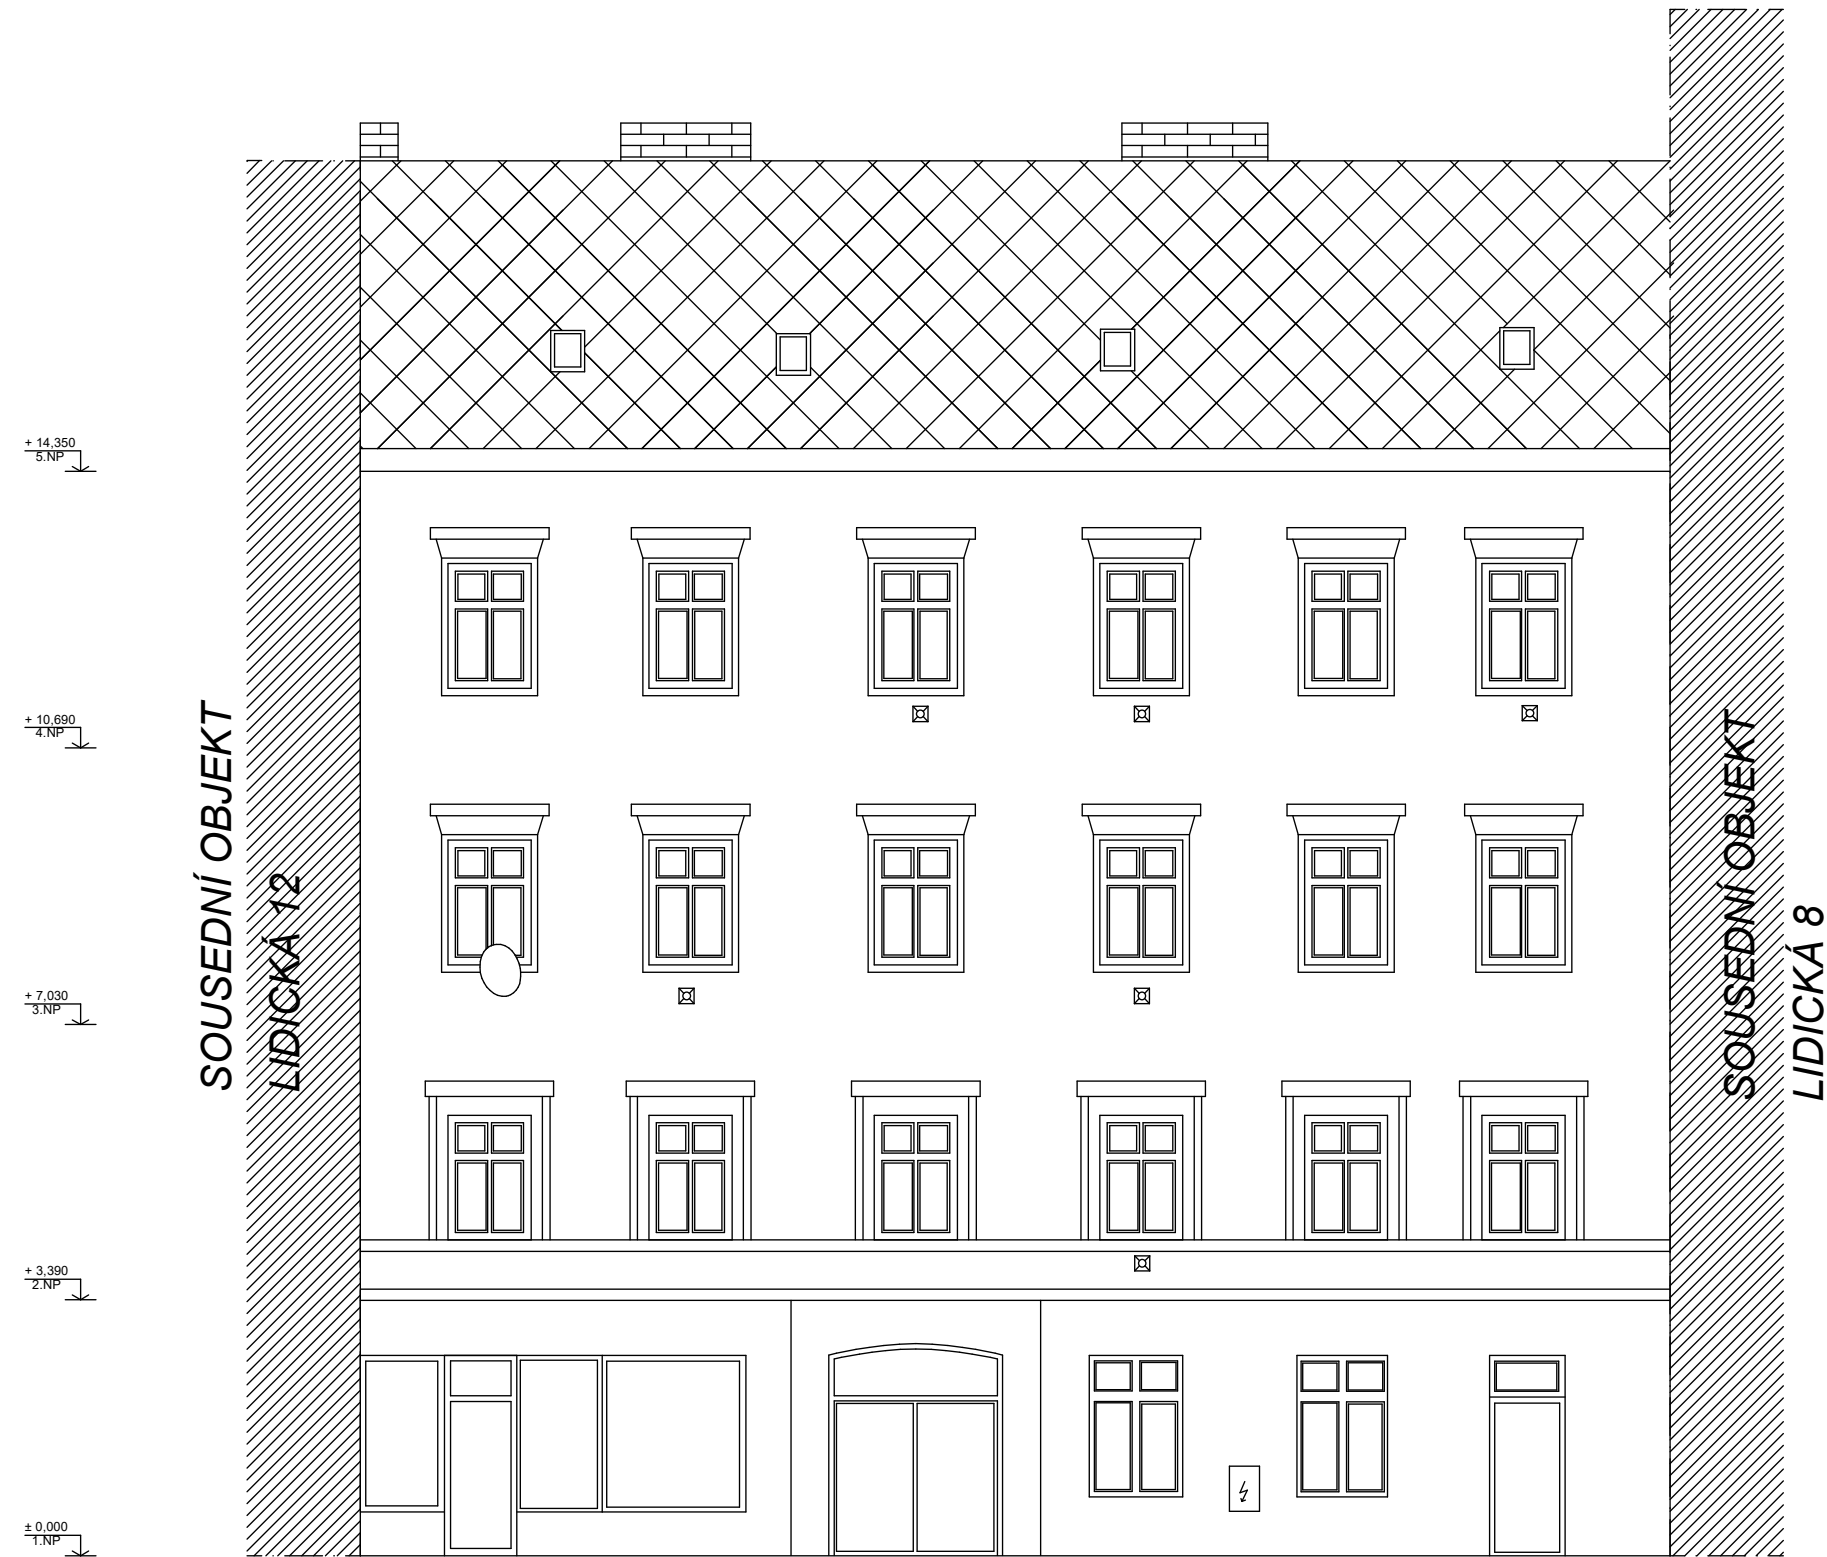 + 14,350
5.NP
+ 10,690
4.NP
+ 7,030
3.NP
+ 3,390
2.NP
± 0,000
1.NP
SOUSEDNÍ OBJEKT
LIDICKÁ 12
SOUSEDNÍ OBJEKT
LIDICKÁ 8